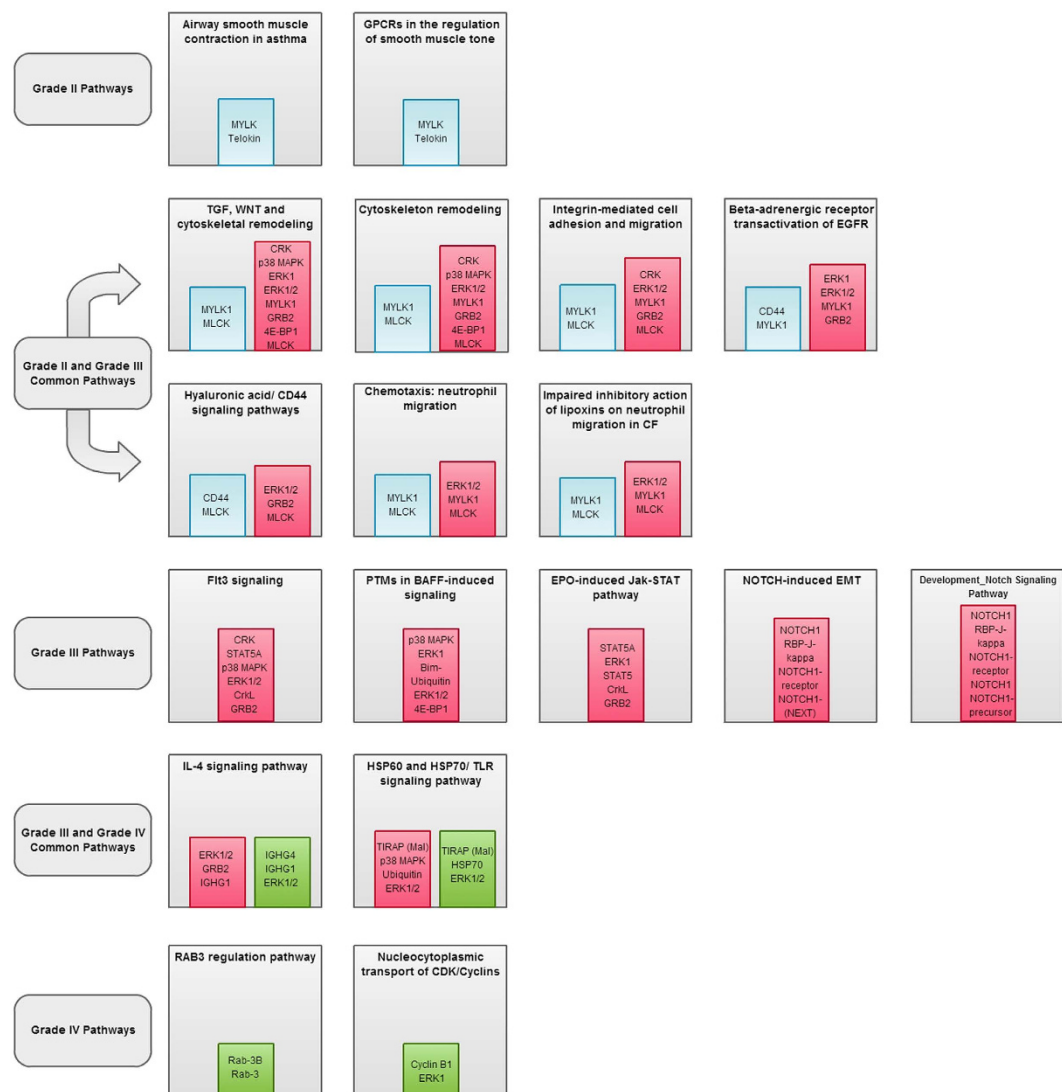 Grade II Pathways
Airway smooth muscle
contraction in asthma
MYLK
Telokin
GPCRs in the regulation
of smooth muscle tone
MYLK
Telokin
Grade II and Grade III
Common Pathways
TGF, WNT and
cytoskeletal remodeling
MYLK1
MLCK
CRK
p38 MAPK
ERK1
ERK1/2
MYLK1
GRB2
4E-BP1
MLCK
Cytoskeleton remodeling
MYLK1
MLCK
CRK
p38 MAPK
ERK1/2
MYLK1
GRB2
4E-BP1
MLCK
Integrin-mediated cell
adhesion and migration
MYLK1
MLCK
CRK
ERK1/2
MYLK1
GRB2
MLCK
Beta-adrenergic receptor
transactivation of EGFR
CD44
MYLK1
ERK1
ERK1/2
MYLK1
GRB2
Hyaluronic acid/ CD44
signaling pathways
CD44
MLCK
ERK1/2
GRB2
MLCK
Chemotaxis: neutrophil
migration
MYLK1
MLCK
ERK1/2
MYLK1
MLCK
Impaired inhibitory action
of lipoxins on neutrophil
migration in CF
MYLK1
MLCK
ERK1/2
MYLK1
MLCK
Grade III Pathways
Flt3 signaling
CRK
STAT5A
p38 MAPK
ERK1/2
CrkL
GRB2
PTMs in BAFF-induced
signaling
p38 MAPK
ERK1
Bim-
Ubiquitin
ERK1/2
4E-BP1
EPO-induced Jak-STAT
pathway
STAT5A
ERK1
STAT5
CrkL
GRB2
NOTCH-induced EMT
NOTCH1
RBP-J-
kappa
NOTCH1-
receptor
NOTCH1-
(NEXT)
Development_Notch Signaling
Pathway
NOTCH1
RBP-J-
kappa
NOTCH1-
receptor
NOTCH1
NOTCH1-
precursor
Grade III and Grade IV
Common Pathways
IL-4 signaling pathway
ERK1/2
GRB2
IGHG1
IGHG4
IGHG1
ERK1/2
HSP60 and HSP70/ TLR
signaling pathway
TIRAP (Mal)
p38 MAPK
Ubiquitin
ERK1/2
TIRAP (Mal)
HSP70
ERK1/2
Grade IV Pathways
RAB3 regulation pathway
Rab-3B
Rab-3
Nucleocytoplasmic
transport of CDK/Cyclins
Cyclin B1
ERK1